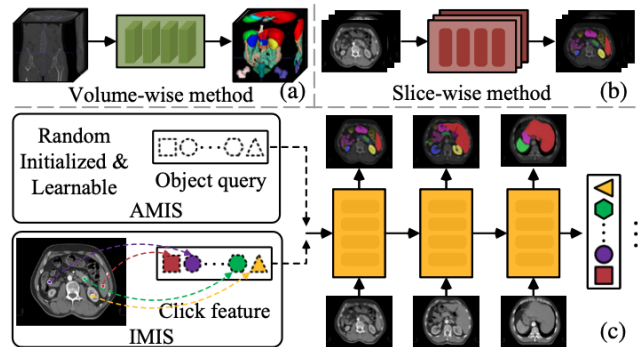 Volume-wise method (a)
Slice-wise method (b)
Random
Initialized &
Learnable
Object query
AMIS
Click feature
IMIS
(c)